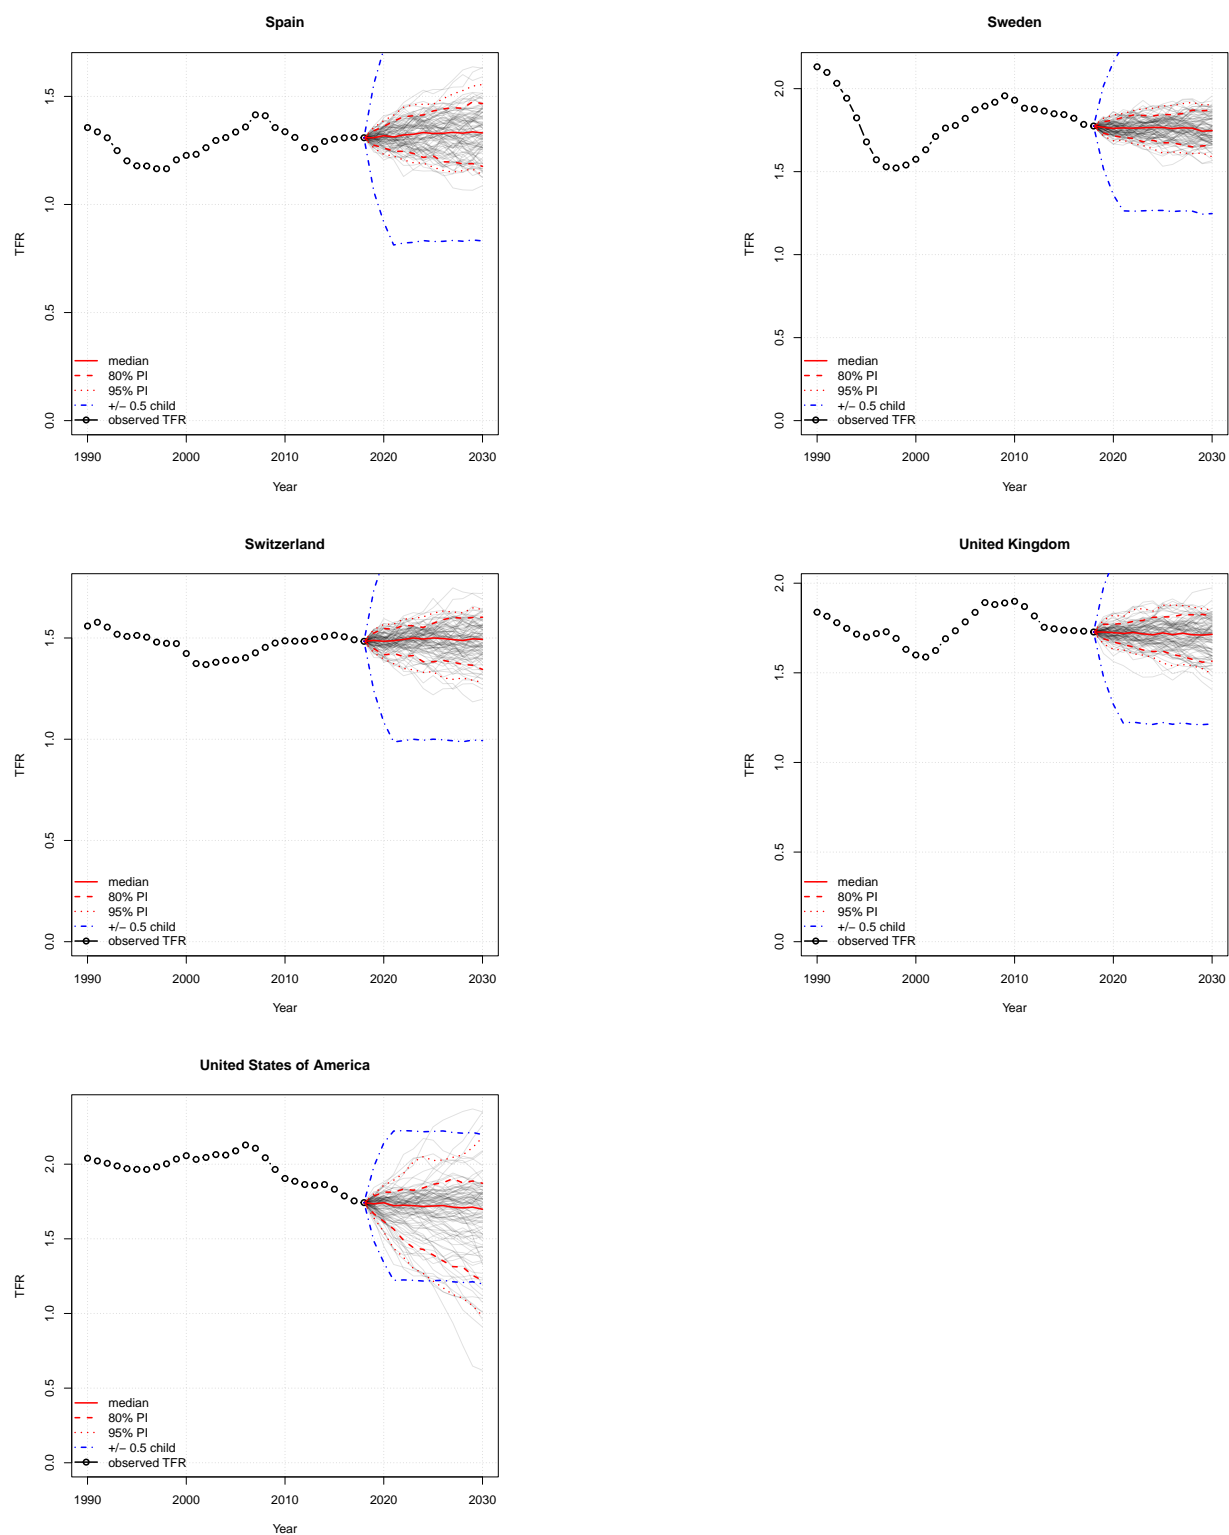 Spain
TFR
1.5
1.0
0.5
0.0
median
80% PI
95% PI
+/− 0.5 child
observed TFR
1990 2000 2010 2020 2030
Year
Sweden
TFR
2.0
1.5
1.0
0.5
0.0
median
80% PI
95% PI
+/− 0.5 child
observed TFR
1990 2000 2010 2020 2030
Year
Switzerland
TFR
1.5
1.0
0.5
0.0
median
80% PI
95% PI
+/− 0.5 child
observed TFR
1990 2000 2010 2020 2030
Year
United Kingdom
TFR
2.0
1.5
1.0
0.5
0.0
median
80% PI
95% PI
+/− 0.5 child
observed TFR
1990 2000 2010 2020 2030
Year
United States of America
TFR
2.0
1.5
1.0
0.5
0.0
median
80% PI
95% PI
+/− 0.5 child
observed TFR
1990 2000 2010 2020 2030
Year